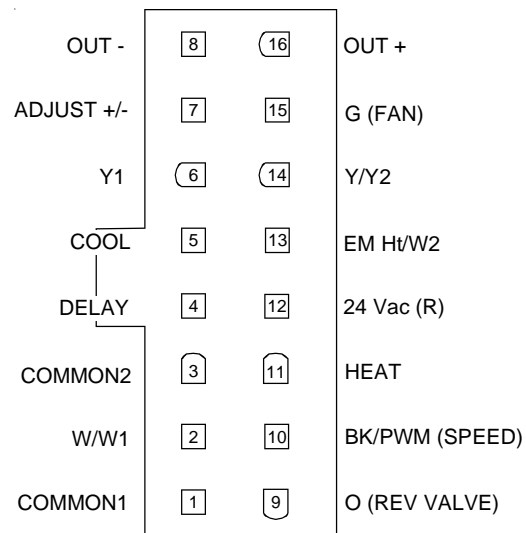 OUT - 8 16 OUT +
ADJUST +/- 7 15 G (FAN)
Y1 6 14 Y/Y2
COOL 5 13 EM Ht/W2
DELAY 4 12 24 Vac (R)
COMMON2 3 11 HEAT
W/W1 2 10 BK/PWM (SPEED)
COMMON1 1 9 O (REV VALVE)